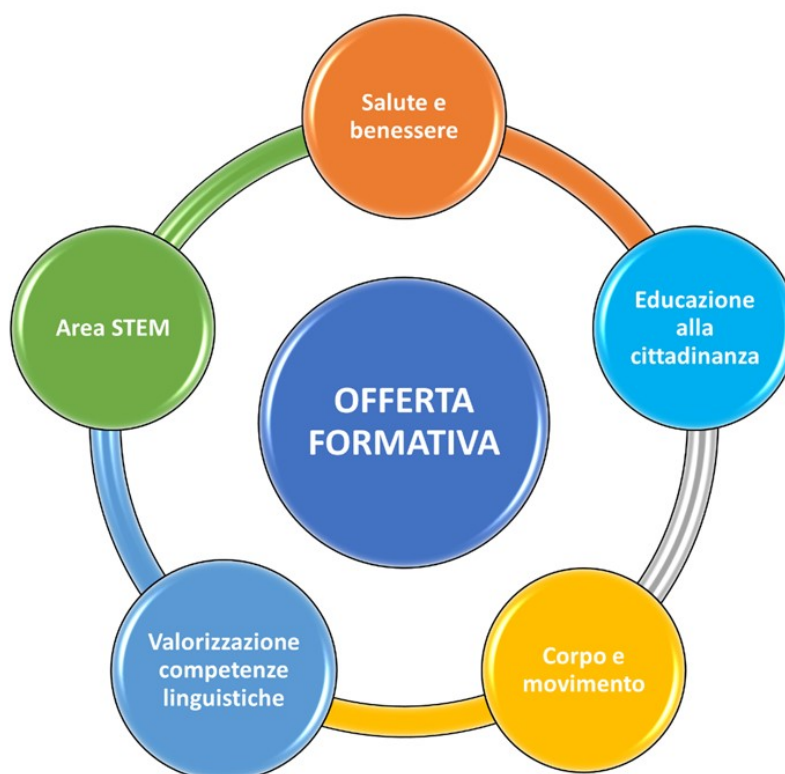 Salute e
benessere
Educazione
alla
cittadinanza
Area STEM
OFFERTA
FORMATIVA
Corpo e
movimento
Valorizzazione
competenze
linguistiche